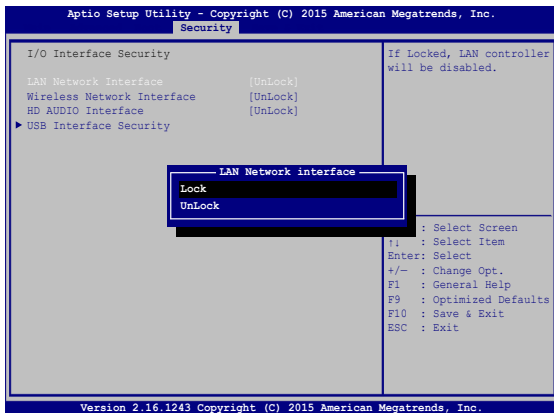 Aptio Setup Utility - Copyright (C) 2015 American Megatrends, Inc.
Security
I/O Interface Security
LAN Network Interface [UnLock]
Wireless Network Interface [UnLock]
HD AUDIO Interface [UnLock]
USB Interface Security
If Locked, LAN controller
will be disabled.
LAN Network interface
Lock
UnLock
: Select Screen
↑↓ : Select Item
Enter: Select
+/— : Change Opt.
F1 : General Help
F9 : Optimized Defaults
F10 : Save & Exit
ESC : Exit
Version 2.16.1243 Copyright (C) 2015 American Megatrends, Inc.